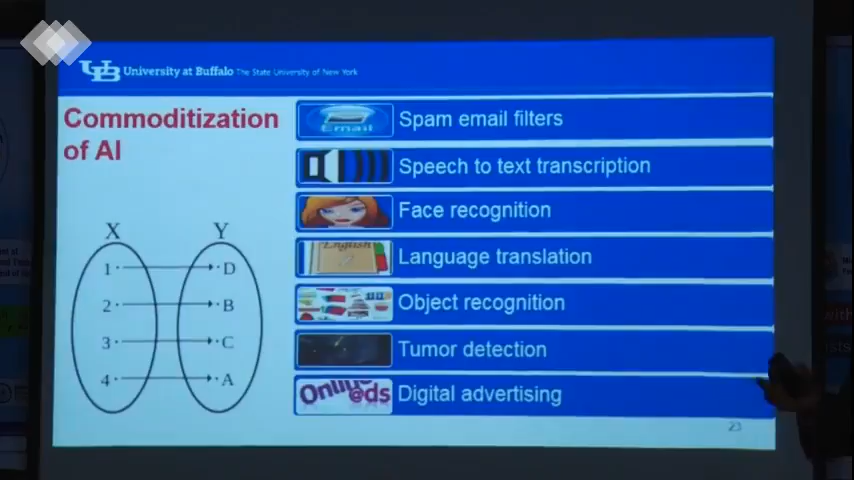 University at Buffalo The State University of New York
Commoditization
of AI
Email
Spam email filters
Speech to text transcription
Face recognition
English
Language translation
Object recognition
Tumor detection
Online @ds
Digital advertising
X Y
1 D
2 B
3 C
4 A
23